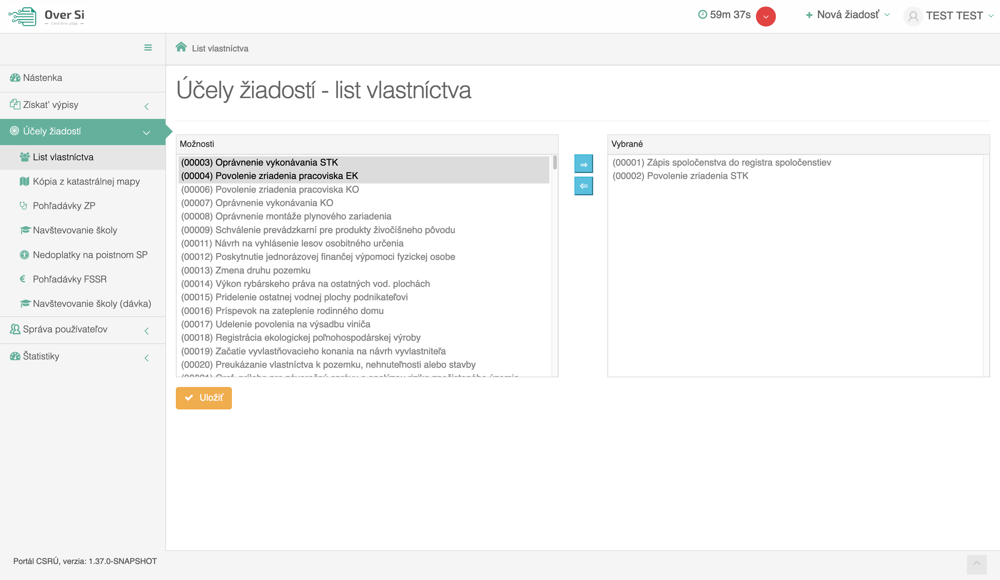 Over Si
Centrálne údaje
59m 37s
Nová žiadosť
TEST TEST
List vlastníctva
Nástenka
Získať výpisy
Účely žiadostí
List vlastníctva
Kópia z katastrálnej mapy
Pohľadávky ZP
Navštevovanie školy
Nedoplatky na poistnom SP
Pohľadávky FSSR
Navštevovanie školy (dávka)
Správa používateľov
Štatistiky
Účely žiadostí - list vlastníctva
Možnosti
(00003) Oprávnenie vykonávania STK
(00004) Povolenie zriadenia pracoviska EK
(00006) Povolenie zriadenia pracoviska KO
(00007) Oprávnenie vykonávania KO
(00008) Oprávnenie montáže plynového zariadenia
(00009) Schválenie prevádzkarní pre produkty živočíšneho pôvodu
(00011) Návrh na vyhlásenie lesov osobitného určenia
(00012) Poskytnutie jednorázovej finančej výpomoci fyzickej osobe
(00013) Zmena druhu pozemku
(00014) Výkon rybárskeho práva na ostatných vod. plochách
(00015) Pridelenie ostatnej vodnej plochy podnikateľovi
(00016) Príspevok na zateplenie rodinného domu
(00017) Udelenie povolenia na výsadbu viniča
(00018) Registrácia ekologickej poľnohospodárskej výroby
(00019) Začatie vyvlastňovacieho konania na návrh vyvlastniteľa
(00020) Preukázanie vlastníctva k pozemku, nehnuteľnosti alebo stavby
Vybrané
(00001) Zápis spoločenstva do registra spoločenstiev
(00002) Povolenie zriadenia STK
Uložiť
Portál CSRÚ, verzia: 1.37.0-SNAPSHOT